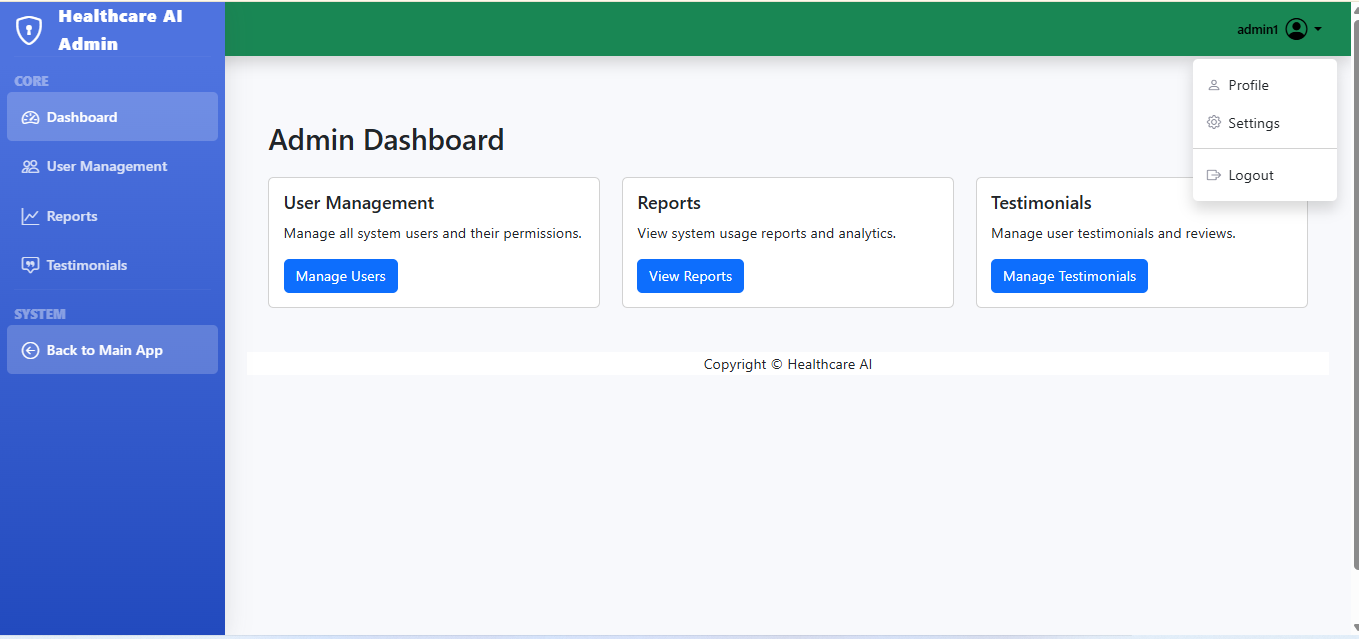 Healthcare AI
Admin
CORE
Dashboard
User Management
Reports
Testimonials
SYSTEM
Back to Main App
admin1
Profile
Settings
Logout
Admin Dashboard
User Management
Manage all system users and their permissions.
Manage Users
Reports
View system usage reports and analytics.
View Reports
Testimonials
Manage user testimonials and reviews.
Manage Testimonials
Copyright © Healthcare AI